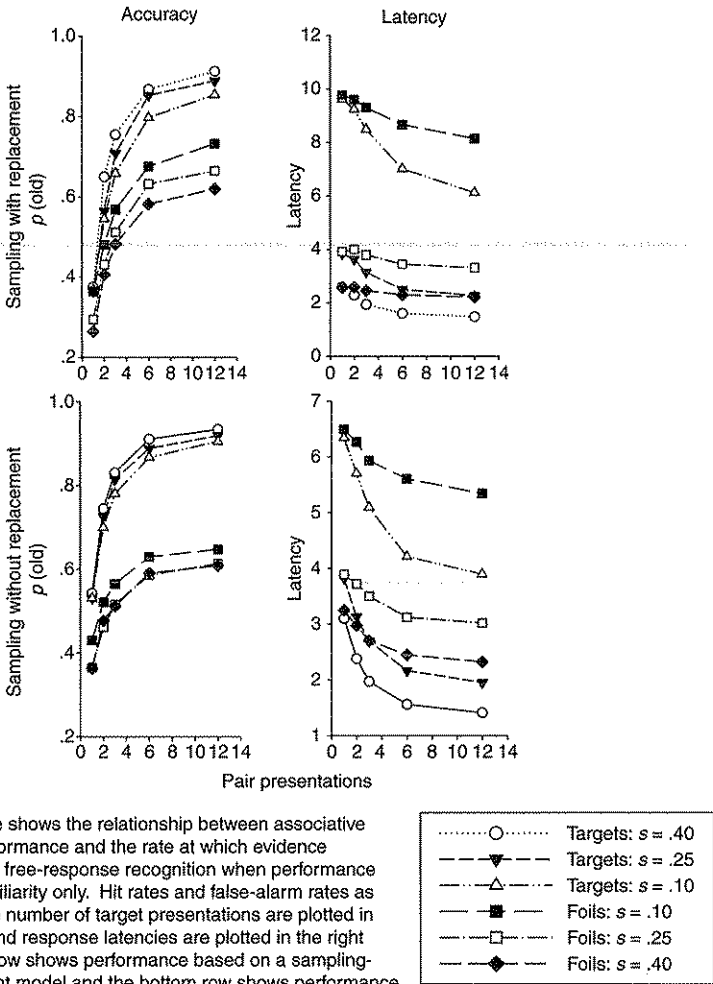 Accuracy
Latency
Sampling with replacement
p (old)
1.0
.8
.6
.4
.2
0 2 4 6 8 10 12 14
Latency
12
10
8
6
4
2
0
0 2 4 6 8 10 12 14
Sampling without replacement
p (old)
1.0
.8
.6
.4
.2
0 2 4 6 8 10 12 14
Latency
7
6
5
4
3
2
1
0 2 4 6 8 10 12 14
Pair presentations
shows the relationship between associative
formance and the rate at which evidence
free-response recognition when performance
iliarity only. Hit rates and false-alarm rates as
number of target presentations are plotted in
nd response latencies are plotted in the right
ow shows performance based on a sampling-
nt model and the bottom row shows performance
Targets: s = .40
Targets: s = .25
Targets: s = .10
Foils: s = .10
Foils: s = .25
Foils: s = .40